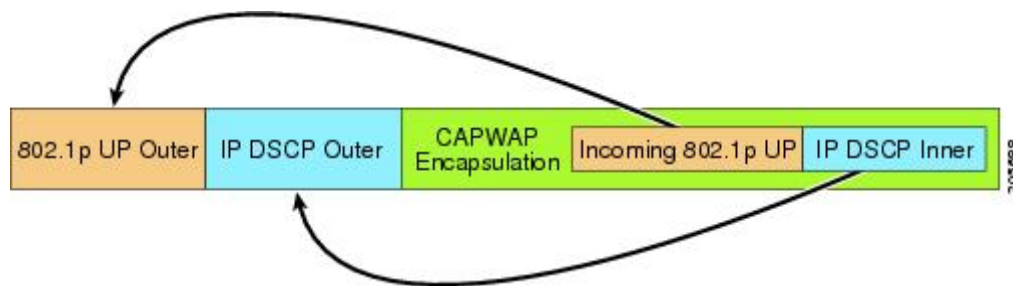 802.1p UP Outer
IP DSCP Outer
CAPWAP
Encapsulation
Incoming 802.1p UP
IP DSCP Inner